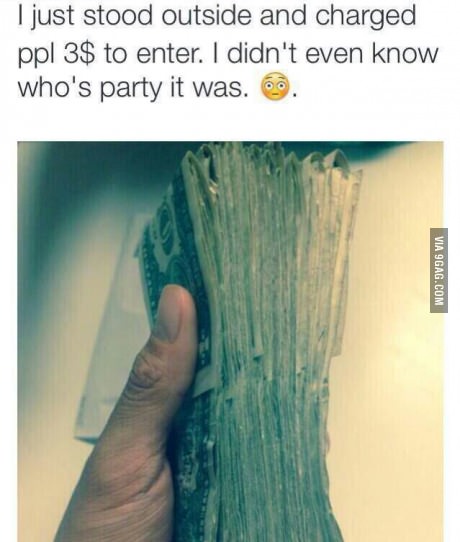 I just stood outside and charged
ppl 3$ to enter. I didn't even know
who's party it was. 😳.
VIA 9GAG.COM